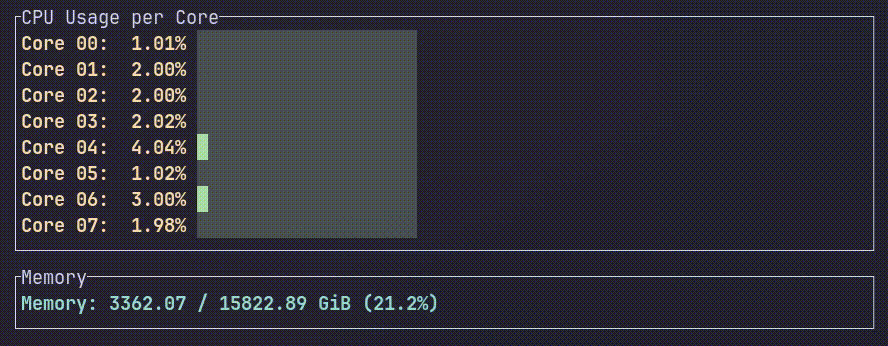 CPU Usage per Core
Core 00: 1.01%
Core 01: 2.00%
Core 02: 2.00%
Core 03: 2.02%
Core 04: 4.04%
Core 05: 1.02%
Core 06: 3.00%
Core 07: 1.98%
Memory
Memory: 3362.07 / 15822.89 GiB (21.2%)